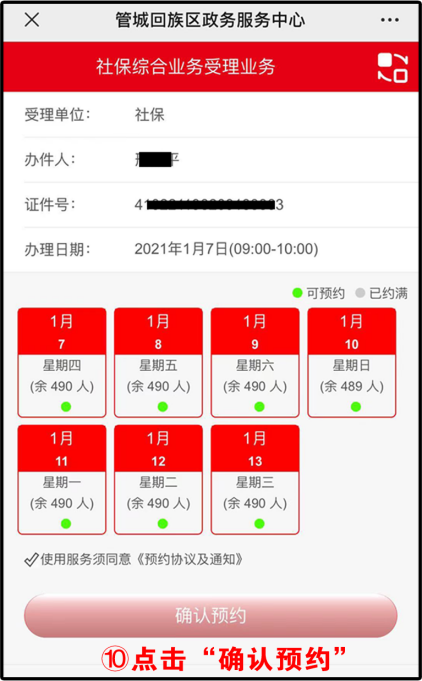 管城回族区政务服务中心
社保综合业务受理业务
受理单位： 社保
办件人： 平
证件号： 4 3
办理日期： 2021年1月7日(09:00-10:00)
可预约 已约满
1月 1月 1月 1月
7 8 9 10
星期四 星期五 星期六 星期日
(余 490 人) (余 490 人) (余 490 人) (余 489 人)
1月 1月 1月
11 12 13
星期一 星期二 星期三
(余 490 人) (余 490 人) (余 490 人)
使用服务须同意《预约协议及通知》
确认预约
⑩点击“确认预约”